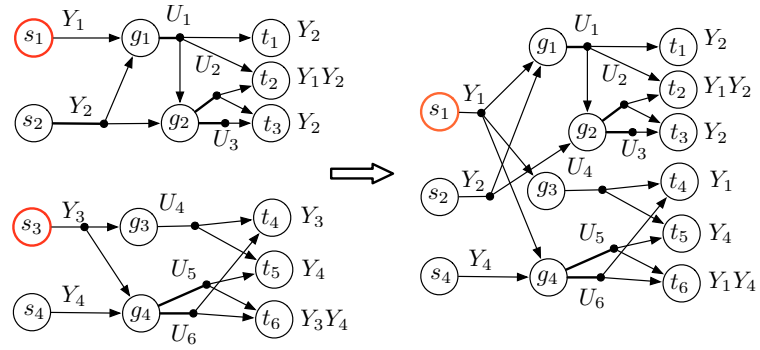 s₁ Y₁ g₁ U₁ t₁ Y₂
U₂ t₂ Y₁Y₂
s₂ Y₂ g₂ U₃ t₃ Y₂
s₃ Y₃ g₃ U₄ t₄ Y₃
U₅ t₅ Y₄
s₄ Y₄ g₄ U₆ t₆ Y₃Y₄
g₁ U₁ t₁ Y₂
U₂ t₂ Y₁Y₂
s₁ Y₁ g₂ U₃ t₃ Y₂
s₂ Y₂ g₃ U₄ t₄ Y₁
U₅ t₅ Y₄
s₄ Y₄ g₄ U₆ t₆ Y₁Y₄